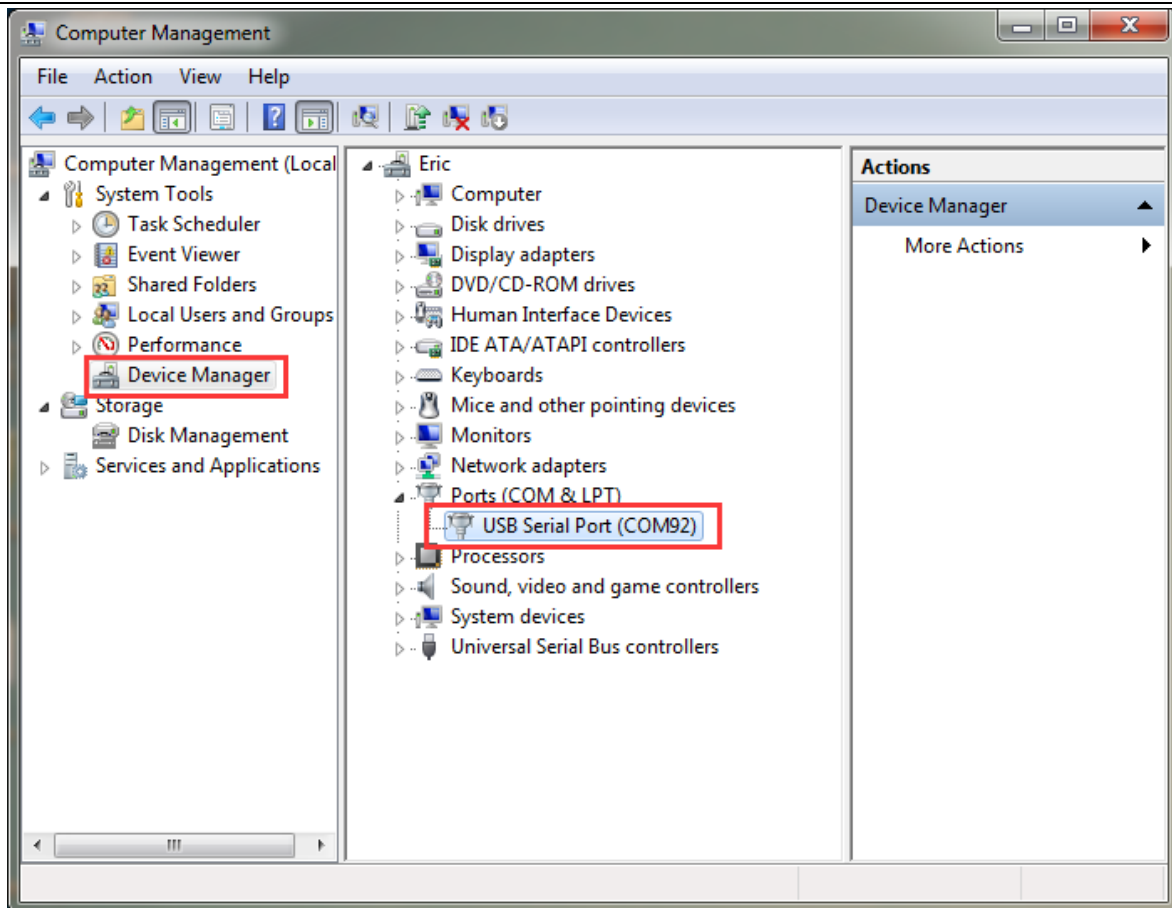 Computer Management
File Action View Help
Computer Management (Local
System Tools
Task Scheduler
Event Viewer
Shared Folders
Local Users and Groups
Performance
Device Manager
Storage
Disk Management
Services and Applications
Eric
Computer
Disk drives
Display adapters
DVD/CD-ROM drives
Human Interface Devices
IDE ATA/ATAPI controllers
Keyboards
Mice and other pointing devices
Monitors
Network adapters
Ports (COM & LPT)
USB Serial Port (COM92)
Processors
Sound, video and game controllers
System devices
Universal Serial Bus controllers
Actions
Device Manager
More Actions